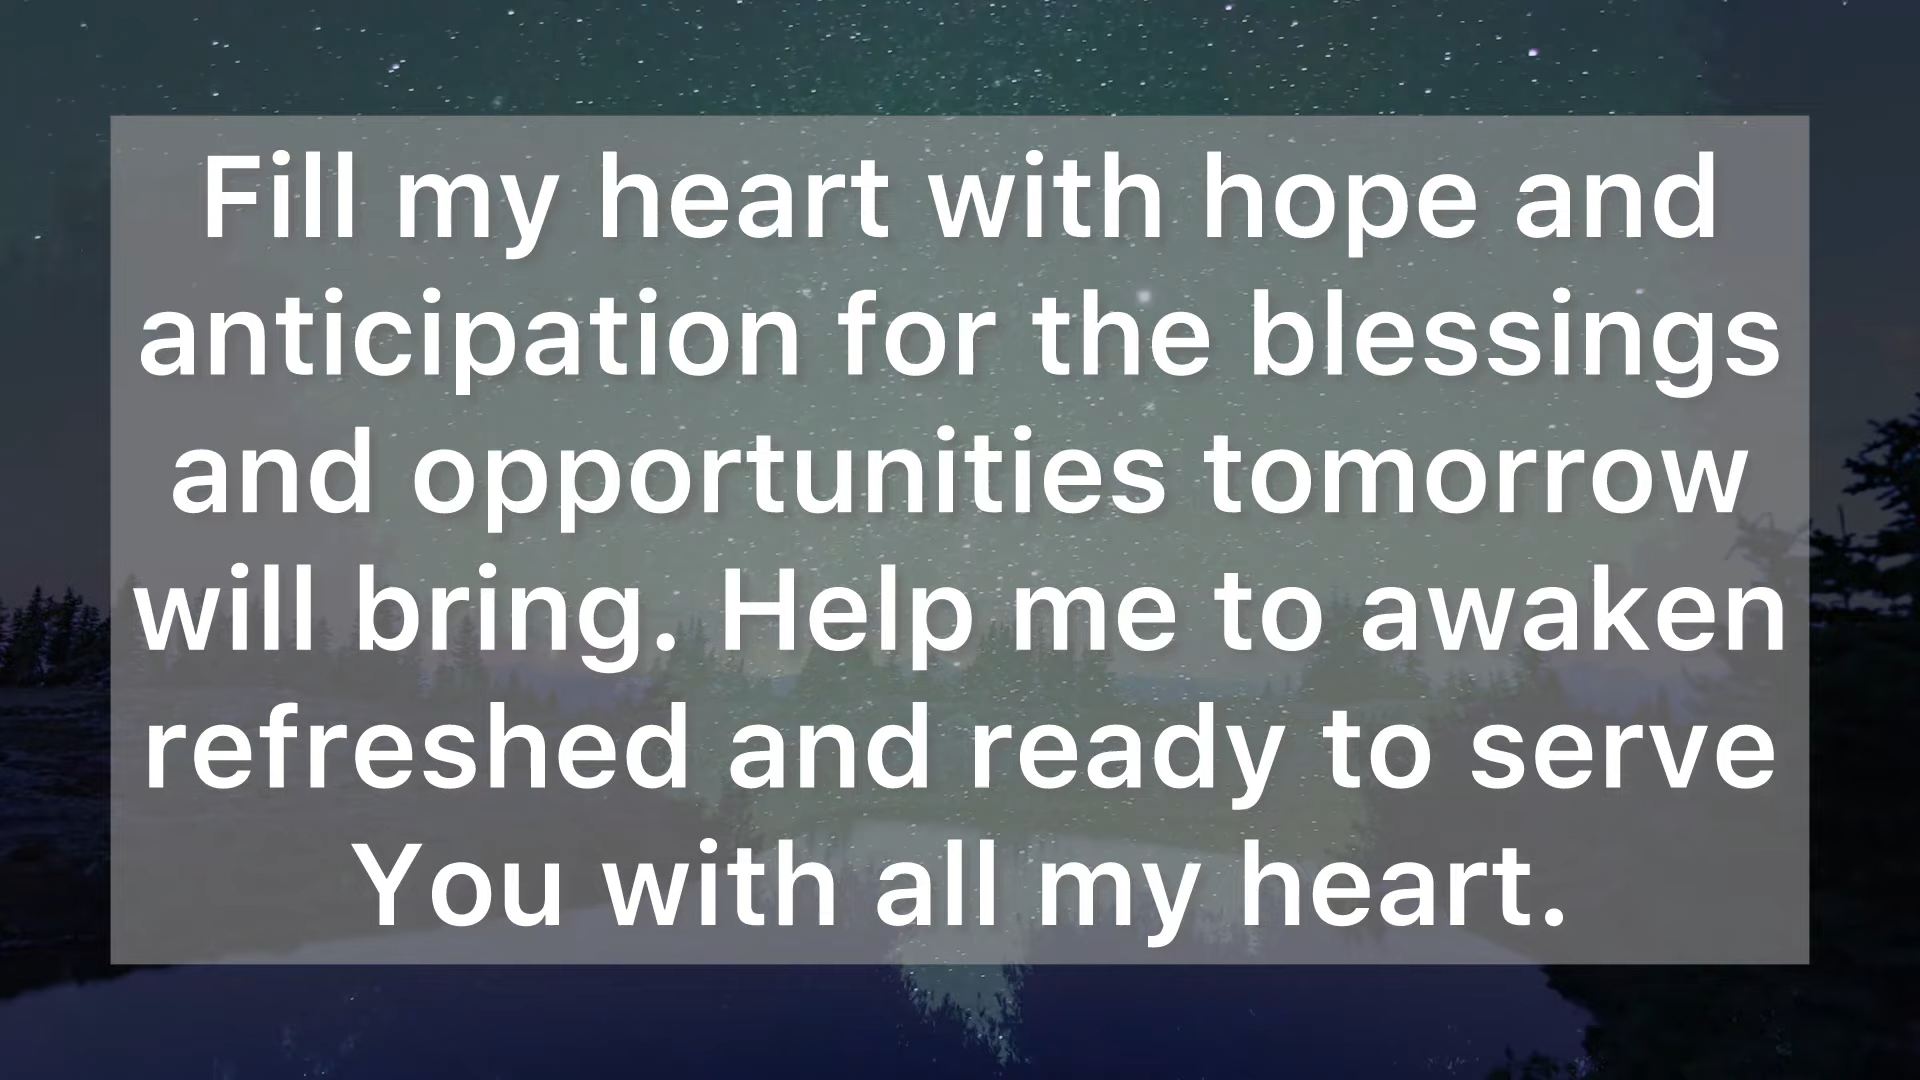 Fill my heart with hope and
anticipation for the blessings
and opportunities tomorrow
will bring. Help me to awaken
refreshed and ready to serve
You with all my heart.